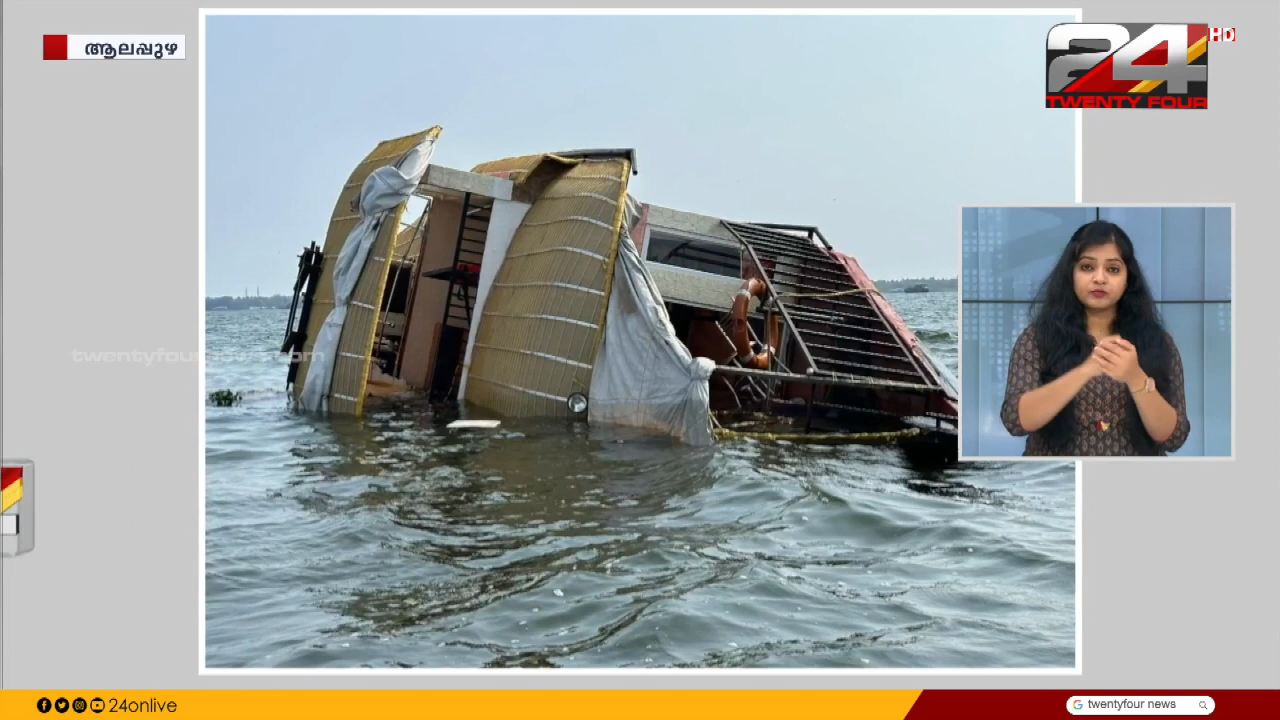 ആലപ്പുഴ
24
HD
TWENTY FOUR
twentyfournews.com
24onlive
twentyfour news